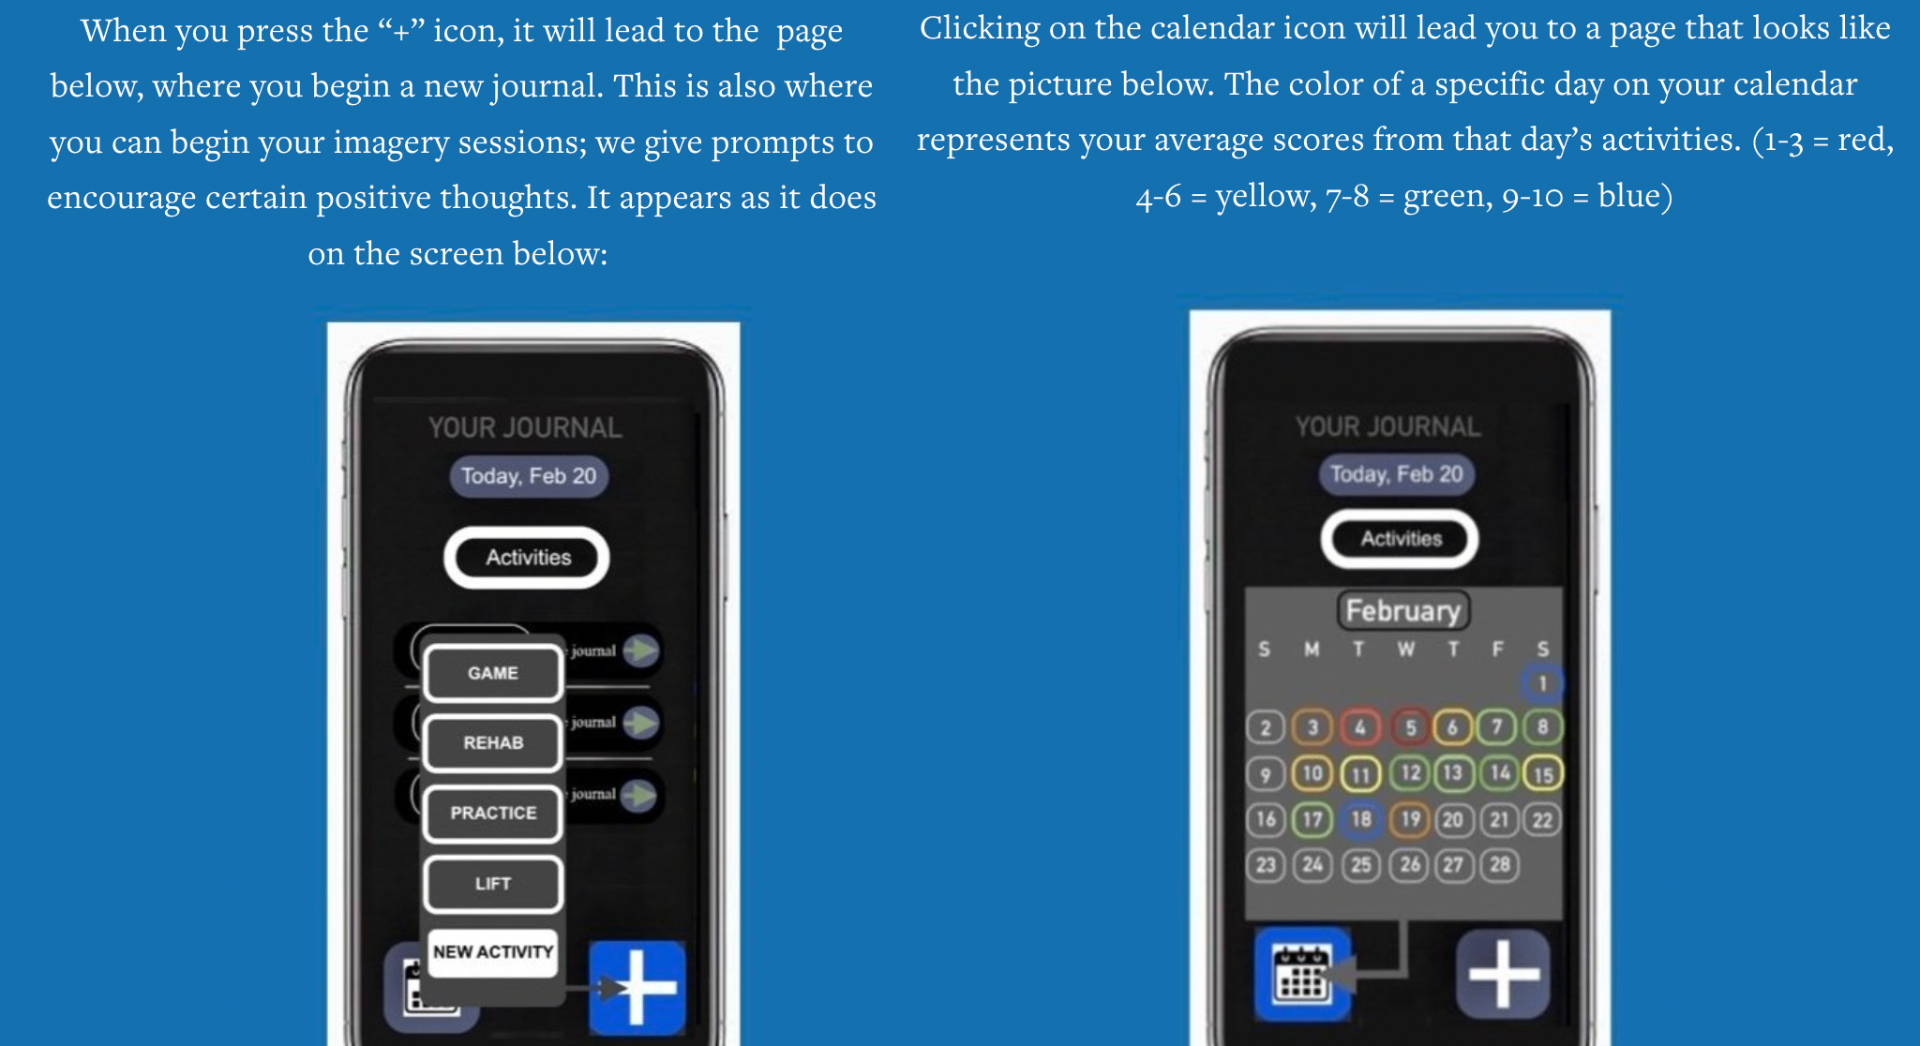 When you press the “+” icon, it will lead to the  page
below, where you begin a new journal. This is also where
you can begin your imagery sessions; we give prompts to
encourage certain positive thoughts. It appears as it does
on the screen below:
Clicking on the calendar icon will lead you to a page that looks like
the picture below. The color of a specific day on your calendar
represents your average scores from that day’s activities. (1-3 = red,
4-6 = yellow, 7-8 = green, 9-10 = blue)
YOUR JOURNAL
Today, Feb 20
Activities
journal
journal
journal
GAME
REHAB
PRACTICE
LIFT
NEW ACTIVITY
YOUR JOURNAL
Today, Feb 20
Activities
February
S M T W T F S
1
2 3 4 5 6 7 8
9 10 11 12 13 14 15
16 17 18 19 20 21 22
23 24 25 26 27 28